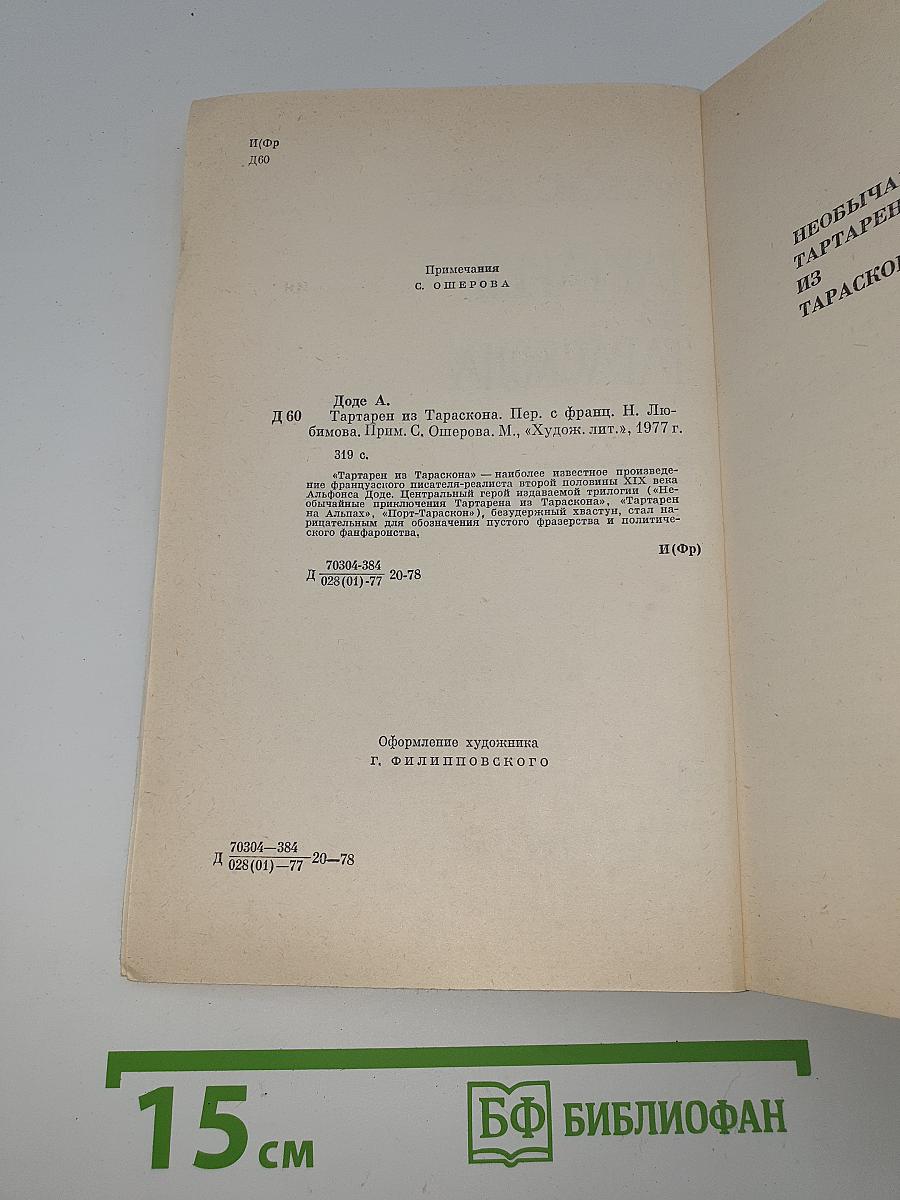 И(Фр
Д60
Примечания
С. ОШЕРОВА
Доде А.
Д 60 Тартарен из Тараскона. Пер. с франц. Н. Лю-
бимова. Прим. С. Ошерова. М., «Худож. лит.», 1977 г.
319 с.
«Тартарен из Тараскона» — наиболее известное произведе-
ние французского писателя-реалиста второй половины XIX века
Альфонса Доде. Центральный герой издаваемой трилогии («Не-
обычайные приключения Тартарена из Тараскона», «Тартарен
на Альпах», «Порт-Тараскон»), безудержный хвастун, стал на-
рицательным для обозначения пустого фразерства и политиче-
ского фанфаронства.
И(Фр)
70304-384
Д 028(01)-77 20-78
Оформление художника
Г. ФИЛИППОВСКОГО
70304—384
Д 028(01)—77 20—78
НЕОБЫЧА
ТАРТАРЕН
ИЗ
ТАРАСКО
15 см
БФ БИБЛИОФАН